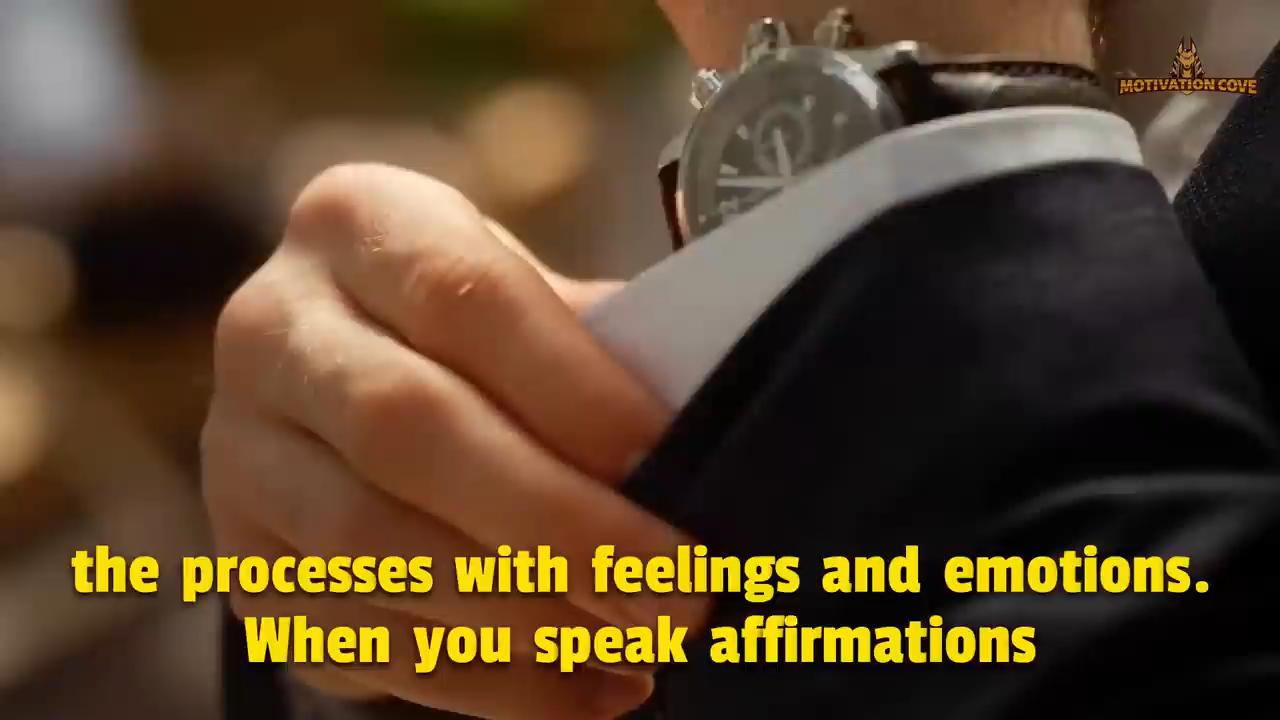 MOTIVATION COVE
the processes with feelings and emotions.
When you speak affirmations